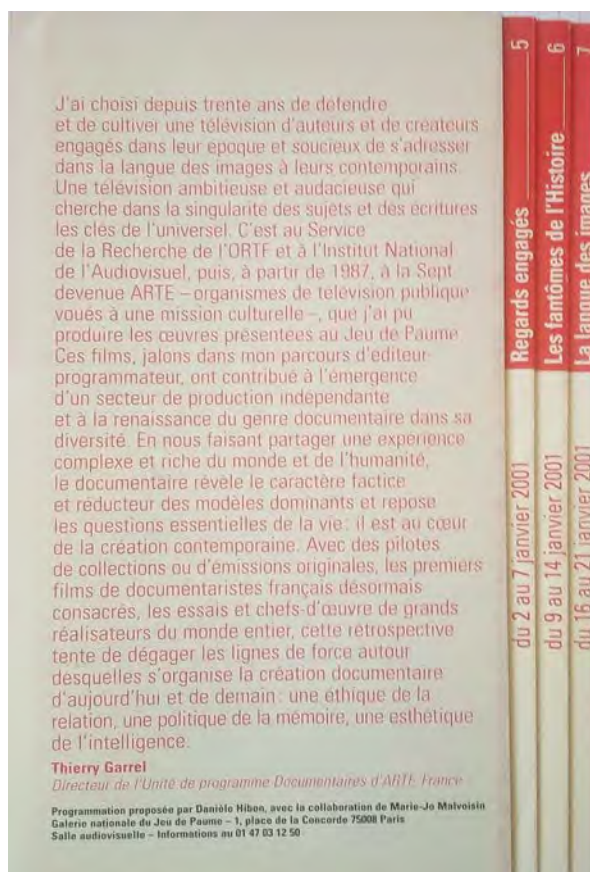 J'ai choisi depuis trente ans de défendre
et de cultiver une télévision d'auteurs et de créateurs
engagés dans leur époque et soucieux de s'adresser
dans la langue des images à leurs contemporains.
Une télévision ambitieuse et audacieuse qui
cherche dans la singularité des sujets et des écritures
les clés de l'universel. C'est au Service
de la Recherche de l'ORTF et à l'Institut National
de l'Audiovisuel, puis, à partir de 1987, à la Sept
devenue ARTE – organismes de télévision publique
voués à une mission culturelle –, que j'ai pu
produire les œuvres présentées au Jeu de Paume.
Ces films, jalons dans mon parcours d'éditeur-
programmateur, ont contribué à l'émergence
d'un secteur de production indépendante
et à la renaissance du genre documentaire dans sa
diversité. En nous faisant partager une expérience
complexe et riche du monde et de l'humanité,
le documentaire révèle le caractère factice
et réducteur des modèles dominants et repose
les questions essentielles de la vie: il est au cœur
de la création contemporaine. Avec des pilotes
de collections ou d'émissions originales, les premiers
films de documentaristes français désormais
consacrés, les essais et chefs-d'œuvre de grands
réalisateurs du monde entier, cette rétrospective
tente de dégager les lignes de force autour
desquelles s'organise la création documentaire
d'aujourd'hui et de demain: une éthique de la
relation, une politique de la mémoire, une esthétique
de l'intelligence.
Thierry Garrel
Directeur de l'Unité de programme Documentaires d'ARTE France
Programmation proposée par Danièle Hibon, avec la collaboration de Marie-Jo Malvoisin
Galerie nationale du Jeu de Paume – 1, place de la Concorde 75008 Paris
Salle audiovisuelle – Informations au 01 47 03 12 50
du 2 au 7 janvier 2001 Regards engagés 5
du 9 au 14 janvier 2001 Les fantômes de l'Histoire 6
du 16 au 21 janvier 2001 La langue des images 7